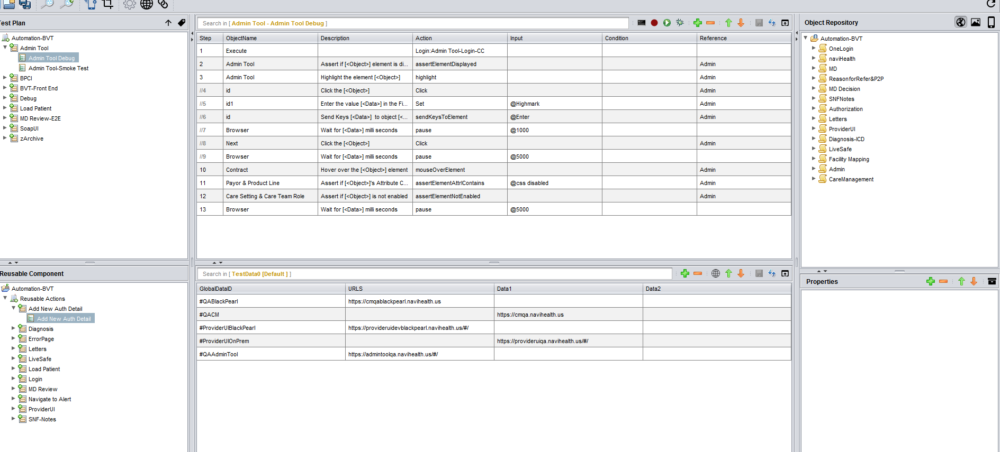 Test Plan
Automation-BVT
Admin Tool
Admin Tool Debug
Admin Tool-Smoke Test
BPCI
BVT-Front End
Debug
Load Patient
MD Review-E2E
SoapUI
zArchive
Search in [ Admin Tool - Admin Tool Debug ]
Step ObjectName Description Action Input Condition Reference
1 Execute Login:Admin Tool-Login-CC
2 Admin Tool Assert if [<Object>] element is di... assertElementDisplayed Admin
3 Admin Tool Highlight the element [<Object>] highlight Admin
//4 id Click the [<Object>] Click Admin
//5 id1 Enter the value [<Data>] in the Fi... Set @Highmark Admin
//6 id Send Keys [<Data>] to object [<... sendKeysToElement @Enter Admin
//7 Browser Wait for [<Data>] milli seconds pause @1000
//8 Next Click the [<Object>] Click Admin
//9 Browser Wait for [<Data>] milli seconds pause @5000
10 Contract Hover over the [<Object>] element mouseOverElement Admin
11 Payor & Product Line Assert if [<Object>]'s Attribute C... assertElementAttrlContains @css disabled Admin
12 Care Setting & Care Team Role Assert if [<Object>] is not enabled assertElementNotEnabled Admin
13 Browser Wait for [<Data>] milli seconds pause @5000
Object Repository
Automation-BVT
OneLogin
naviHealth
MD
ReasonforRefer&P2P
MD Decision
SNFNotes
Authorization
Letters
ProviderUI
Diagnosis-ICD
LiveSafe
Facility Mapping
Admin
CareManagement
Reusable Component
Automation-BVT
Reusable Actions
Add New Auth Detail
Add New Auth Detail
Diagnosis
ErrorPage
Letters
LiveSafe
Load Patient
Login
MD Review
Navigate to Alert
ProviderUI
SNF-Notes
Search in [ TestData0 [Default ] ]
GlobalDataID URLS Data1 Data2
#QABlackPearl https://cmqablackpearl.navihealth.us
#QACM https://cmqa.navihealth.us
#ProviderUIBlackPearl https://provideruidevblackpearl.navihealth.us/#/
#ProviderUIOnPrem https://provideruiqa.navihealth.us/#/
#QAAdminTool https://admintoolqa.navihealth.us/#/
Properties